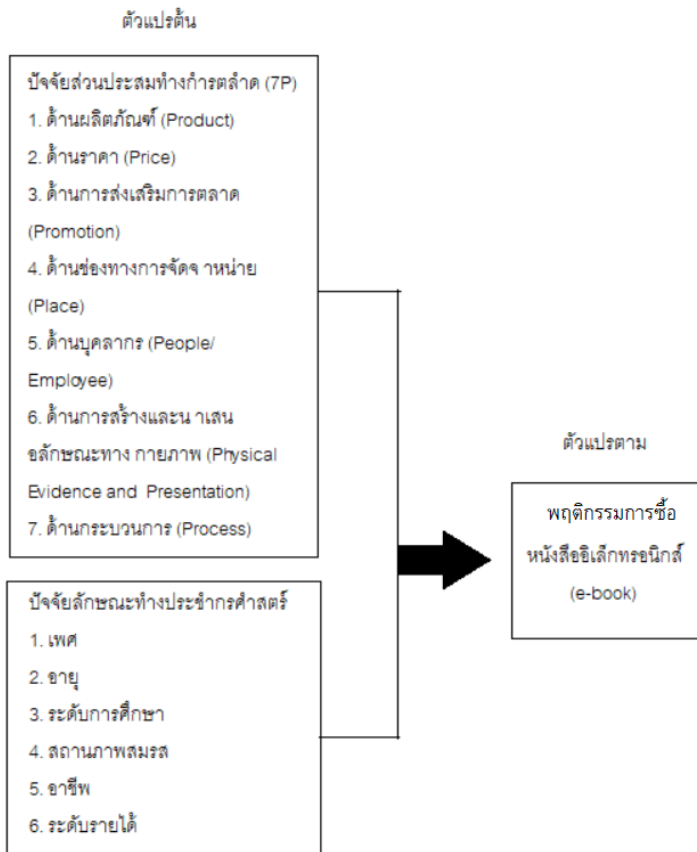 ตัวแปรต้น
ปัจจัยส่วนประสมทำงกำรตลำด (7P)
1. ด้านผลิตภัณฑ์ (Product)
2. ด้านราคา (Price)
3. ด้านการส่งเสริมการตลาด
(Promotion)
4. ด้านช่องทางการจัดจ าหน่าย
(Place)
5. ด้านบุคลากร (People/
Employee)
6. ด้านการสร้างและน าเสน
อลักษณะทาง กายภาพ (Physical
Evidence and Presentation)
7. ด้านกระบวนการ (Process)
ปัจจัยลักษณะทำงประชำกรศำสตร์
1. เพศ
2. อายุ
3. ระดับการศึกษา
4. สถานภาพสมรส
5. อาชีพ
6. ระดับรายได้
ตัวแปรตาม
พฤติกรรมการซื้อ
หนังสืออิเล็กทรอนิกส์
(e-book)